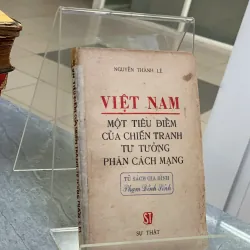 NGUYỄN THÀNH LÊ
VIỆT NAM
MỘT TIÊU ĐIỂM
CỦA CHIẾN TRANH
TƯ TƯỞNG
PHẢN CÁCH MẠNG
TỦ SÁCH GIA ĐÌNH
Phạm Đình
ST
SỰ THẬT